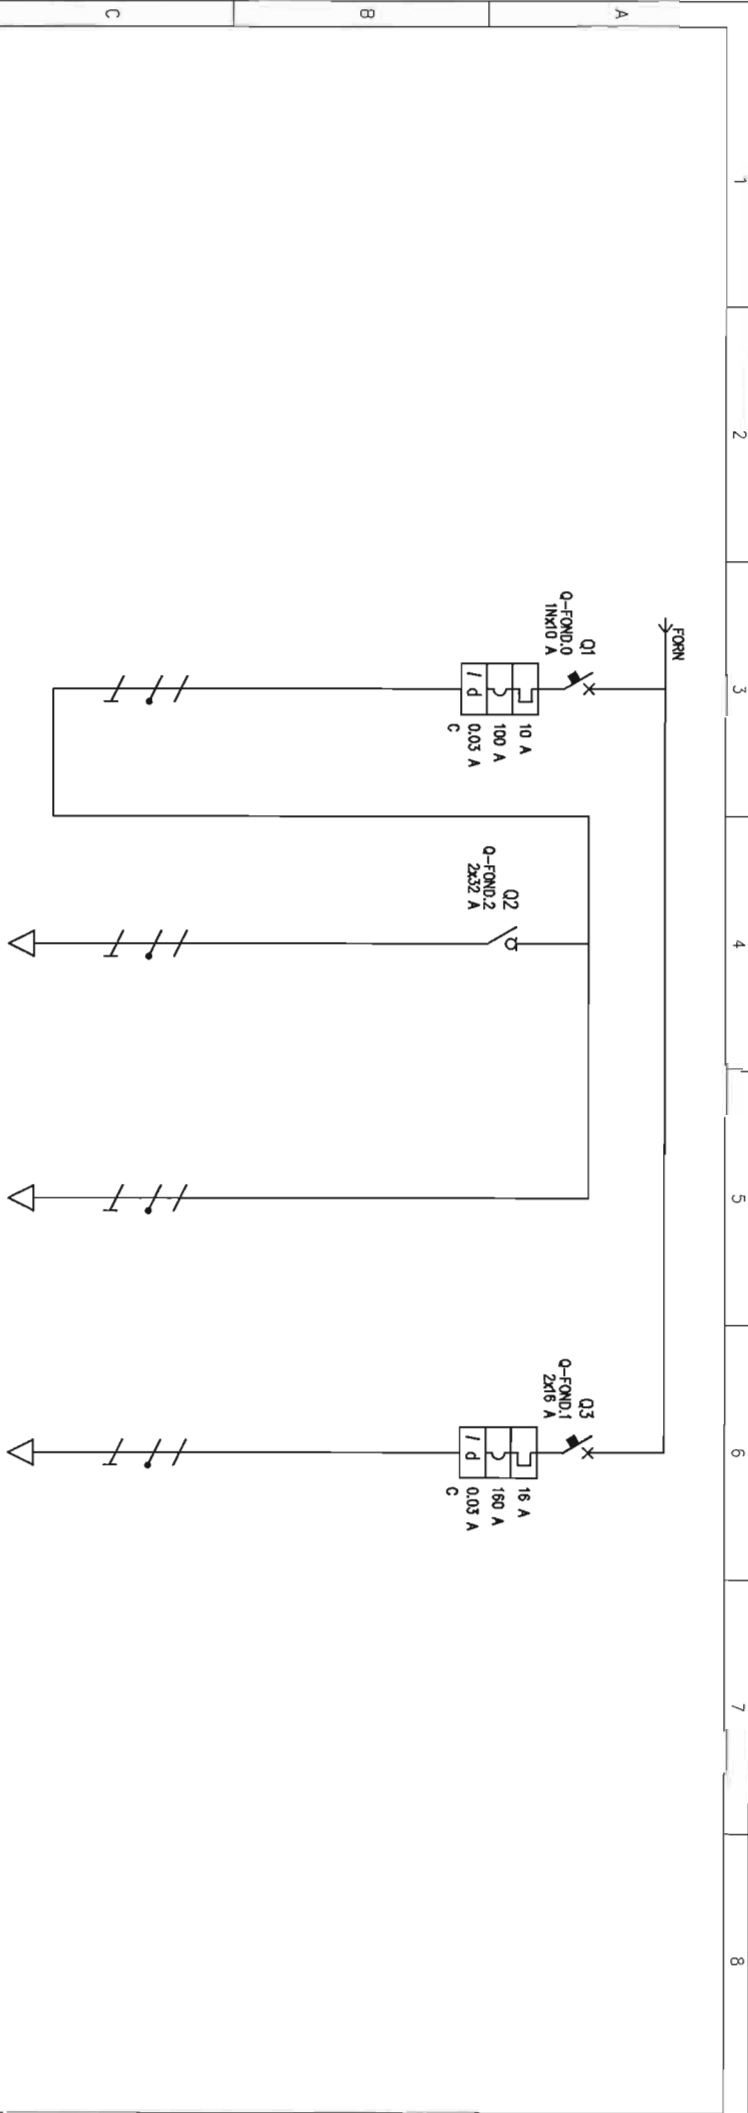 1
2
3
4
5
6
7
8
A
B
C
FORN
Q1
Q-FOND.0
1Nx10 A
10 A
100 A
I d
0.03 A
C
Q2
Q-FOND.2
2x32 A
Q3
Q-FOND.1
2x16 A
16 A
160 A
I d
0.03 A
C